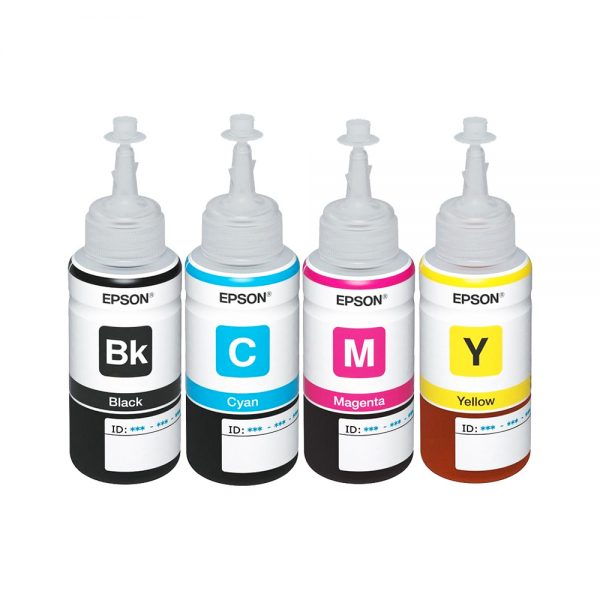 EPSON®
Bk
Black
ID: *** - *** - ***
EPSON®
C
Cyan
ID: *** - *** - ***
EPSON®
M
Magenta
ID: *** - *** - ***
EPSON®
Y
Yellow
ID: *** - *** - ***